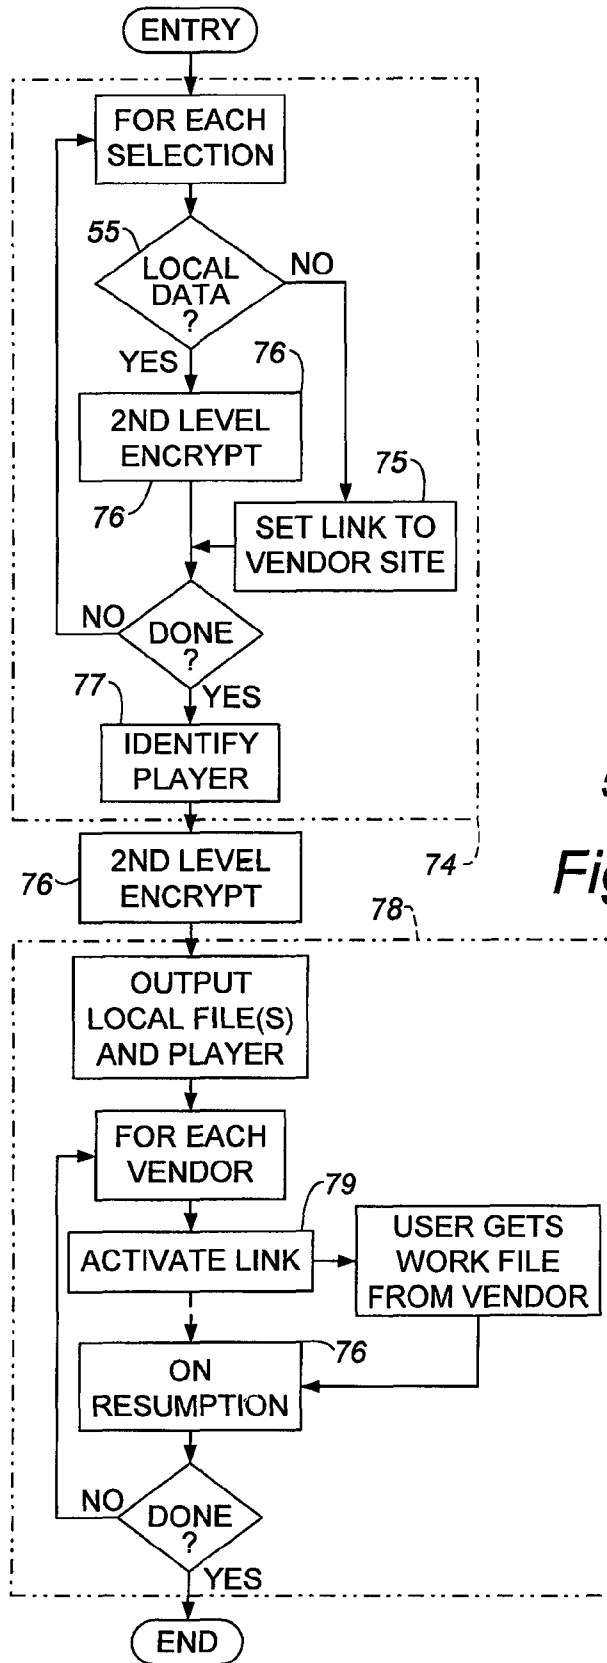 ENTRY
FOR EACH
SELECTION
55
LOCAL
DATA
?
NO
YES
76
2ND LEVEL
ENCRYPT
76
75
SET LINK TO
VENDOR SITE
NO
DONE
?
YES
77
IDENTIFY
PLAYER
76
2ND LEVEL
ENCRYPT
74
Fig
78
OUTPUT
LOCAL FILE(S)
AND PLAYER
FOR EACH
VENDOR
79
ACTIVATE LINK
USER GETS
WORK FILE
FROM VENDOR
76
ON
RESUMPTION
NO
DONE
?
YES
END